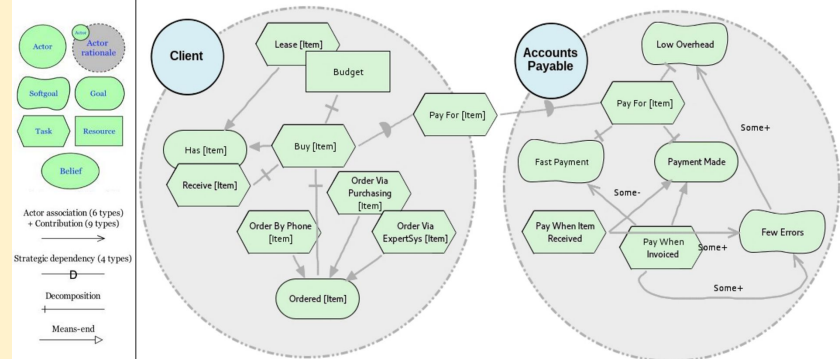 Actor
Actor
Actor
rationale
Softgoal
Goal
Task
Resource
Belief
Actor association (6 types)
+ Contribution (9 types)
Strategic dependency (4 types)
D
Decomposition
Means-end
Client
Lease [Item]
Budget
Has [Item]
Buy [Item]
Receive [Item]
Order Via
Purchasing
[Item]
Order By Phone
[Item]
Order Via
ExpertSys [Item]
Ordered [Item]
Pay For [Item]
Accounts
Payable
Low Overhead
Pay For [Item]
Some+
Fast Payment
Payment Made
Some-
Pay When Item
Received
Pay When
Invoiced
Some+
Few Errors
Some+